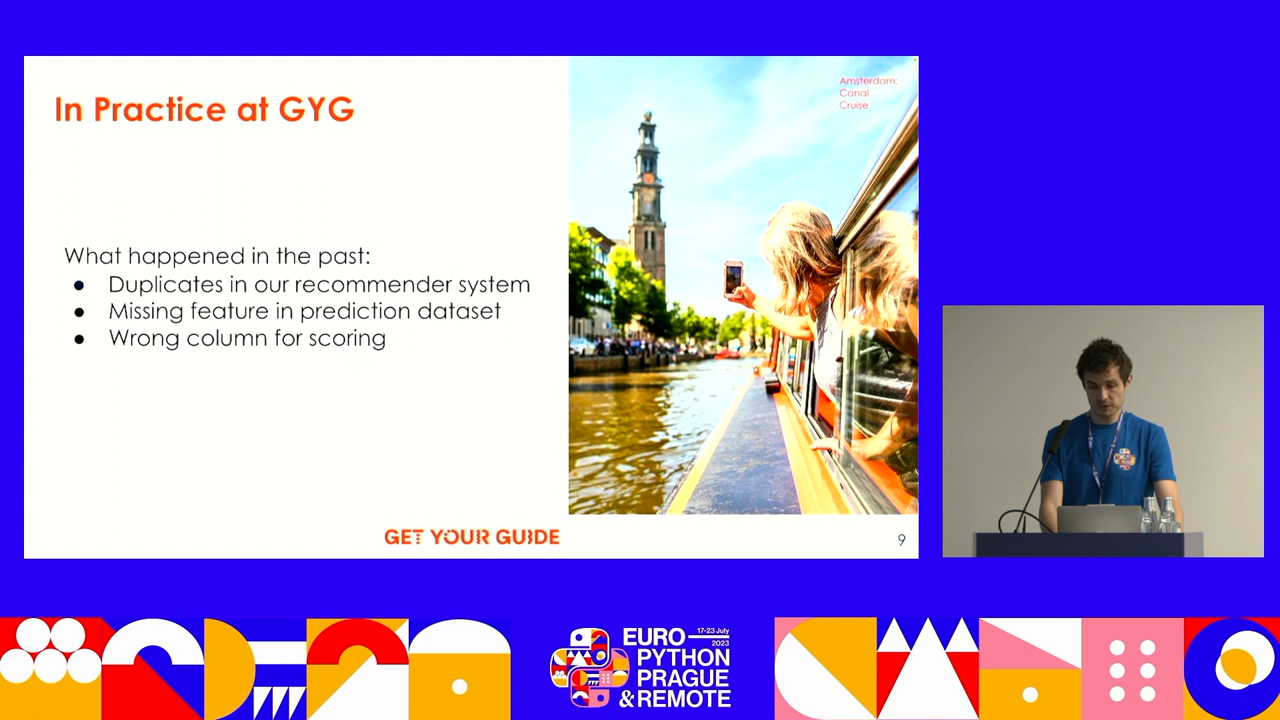 In Practice at GYG
What happened in the past:
● Duplicates in our recommender system
● Missing feature in prediction dataset
● Wrong column for scoring
Amsterdam:
Canal
Cruise
GET YOUR GUIDE
9
EURO
17-23 July
2023
PYTHON
PRAGUE
& REMOTE